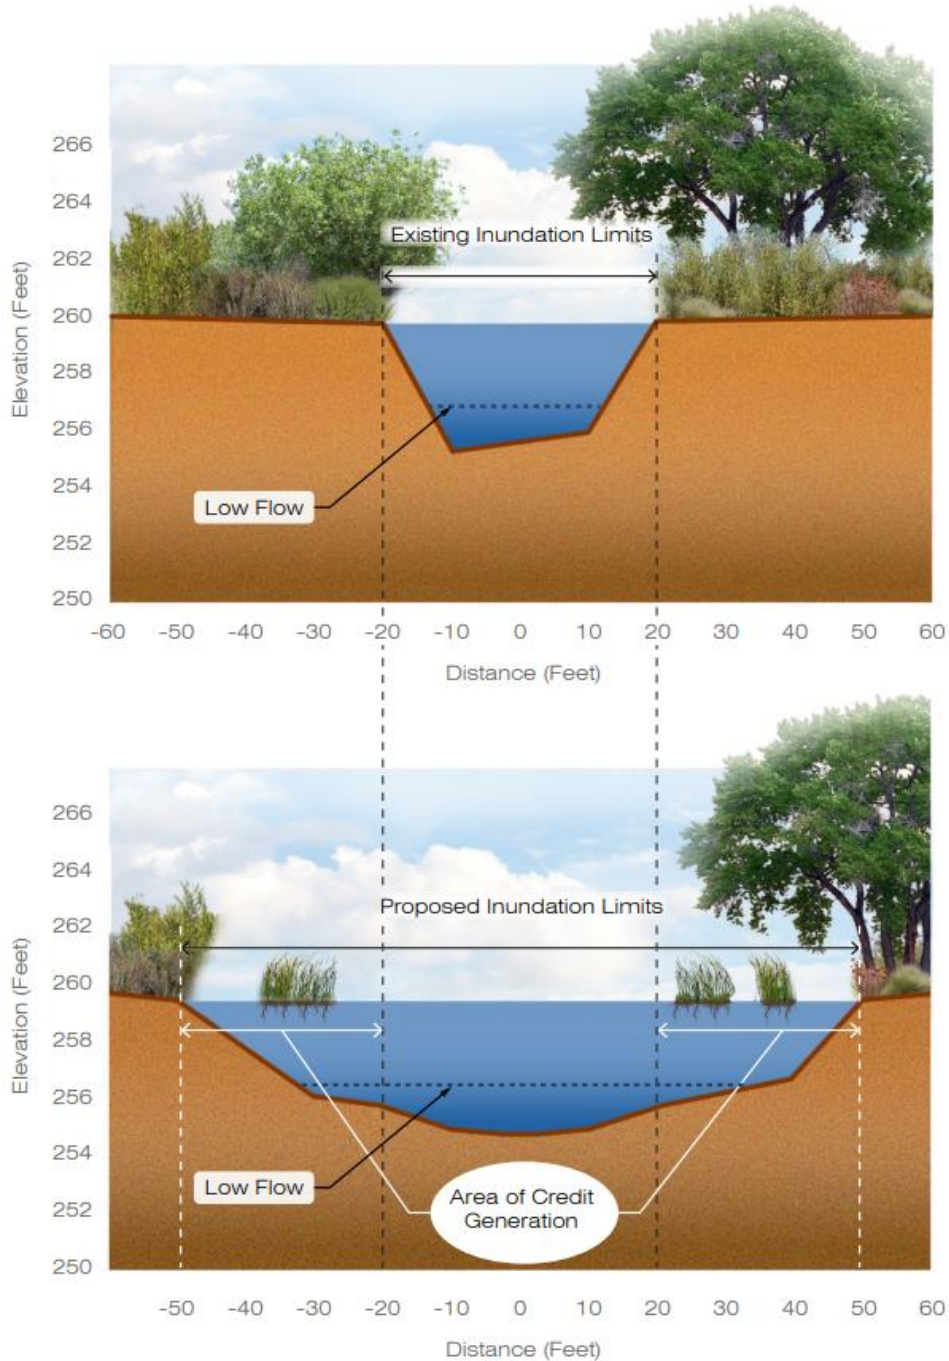 266
264
Existing Inundation Limits
262
260
Elevation (Feet)
258
256
254
Low Flow
252
250
-60 -50 -40 -30 -20 -10 0 10 20 30 40 50 60
Distance (Feet)
266
264
Proposed Inundation Limits
262
260
Elevation (Feet)
258
256
254
Low Flow
Area of Credit
Generation
252
250
-50 -40 -30 -20 -10 0 10 20 30 40 50 60
Distance (Feet)